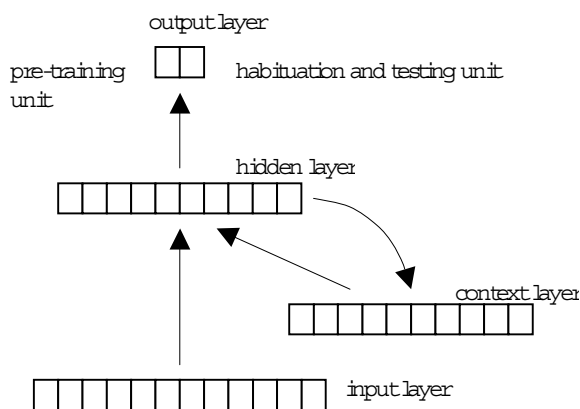 output layer
pre-training
unit
habituation and testing unit
hidden layer
context layer
input layer